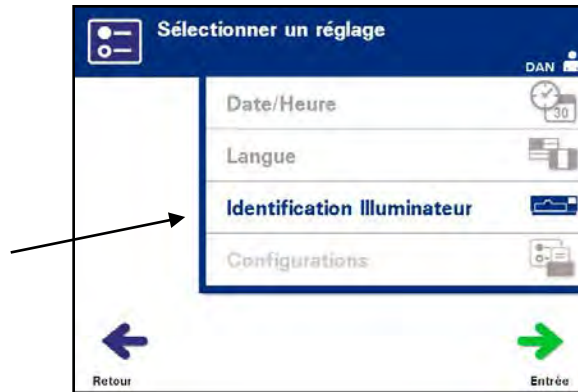 Sélectionner un réglage
DAN
Date/Heure
30
Langue
Identification Illuminateur
Configurations
Retour
Entrée